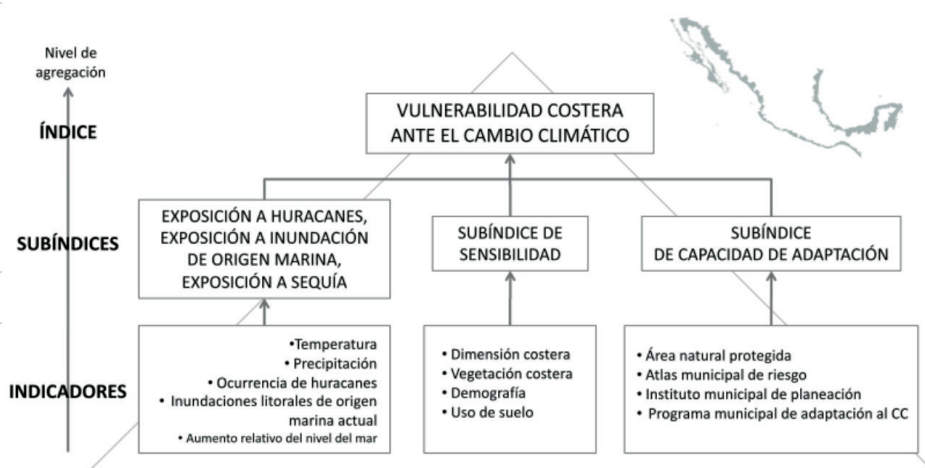 Nivel de
agregación
ÍNDICE
VULNERABILIDAD COSTERA
ANTE EL CAMBIO CLIMÁTICO
SUBÍNDICES
EXPOSICIÓN A HURACANES,
EXPOSICIÓN A INUNDACIÓN
DE ORIGEN MARINA,
EXPOSICIÓN A SEQUÍA
SUBÍNDICE DE
SENSIBILIDAD
SUBÍNDICE
DE CAPACIDAD DE ADAPTACIÓN
INDICADORES
•Temperatura
• Precipitación
• Ocurrencia de huracanes
• Inundaciones litorales de origen
marina actual
• Aumento relativo del nivel del mar
• Dimensión costera
• Vegetación costera
• Demografía
• Uso de suelo
• Área natural protegida
• Atlas municipal de riesgo
• Instituto municipal de planeación
• Programa municipal de adaptación al CC